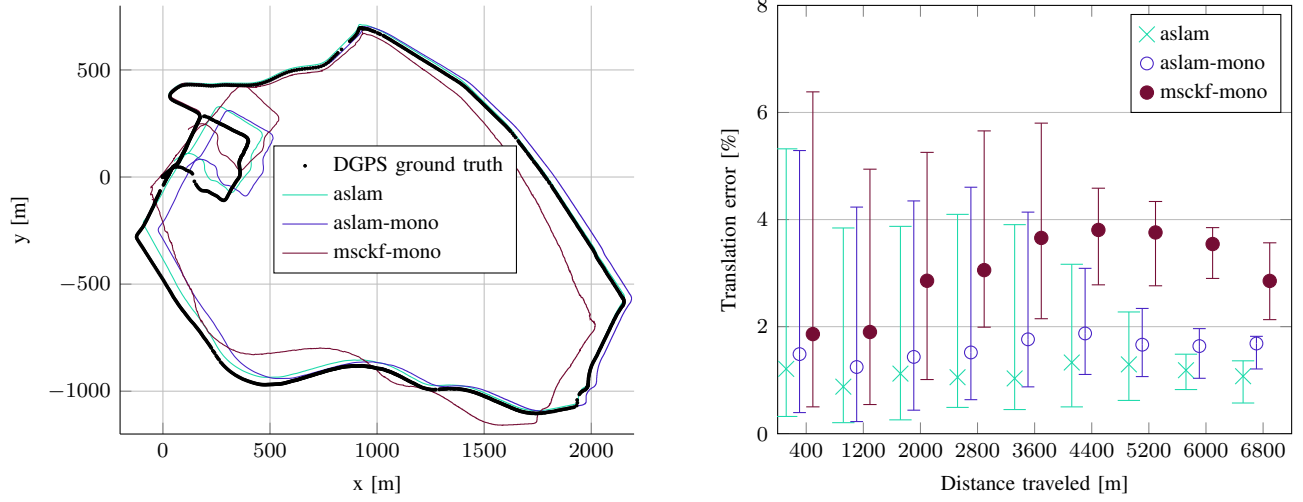 500
0
−500
−1000
y [m]
DGPS ground truth
aslam
aslam-mono
msckf-mono
0 500 1000 1500 2000
x [m]
8
6
4
2
0
Translation error [%]
aslam
aslam-mono
msckf-mono
400 1200 2000 2800 3600 4400 5200 6000 6800
Distance traveled [m]